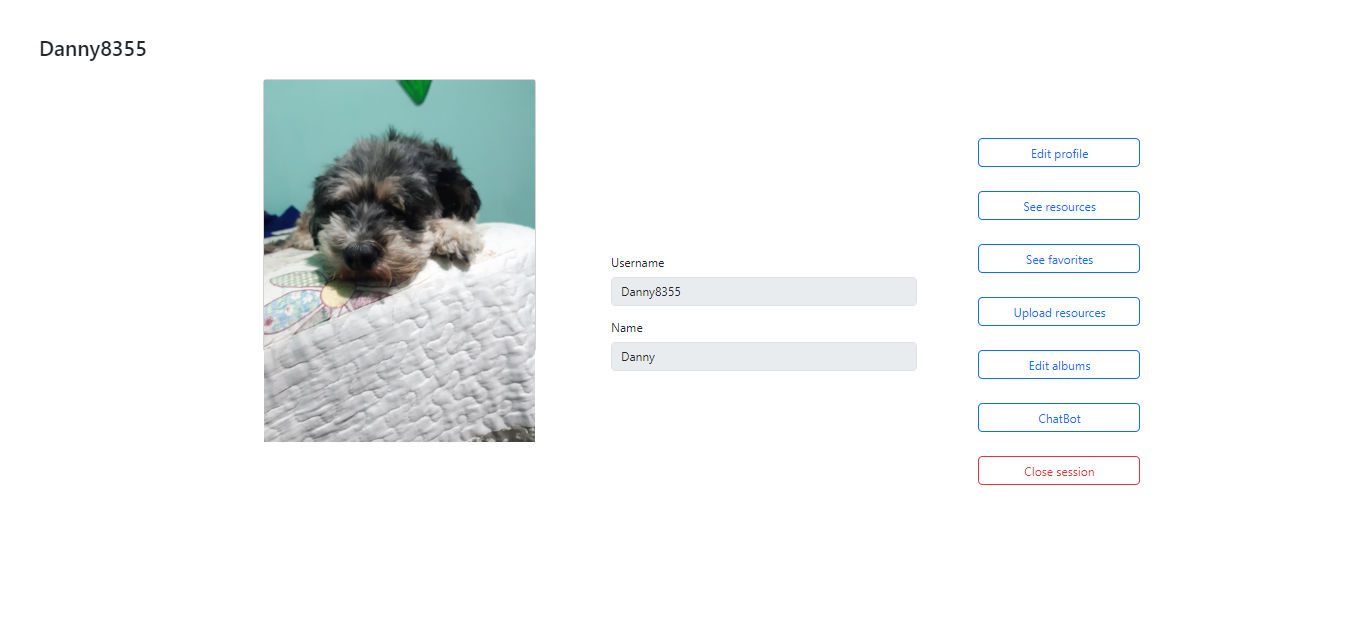 Danny8355
Username
Danny8355
Name
Danny
Edit profile
See resources
See favorites
Upload resources
Edit albums
ChatBot
Close session